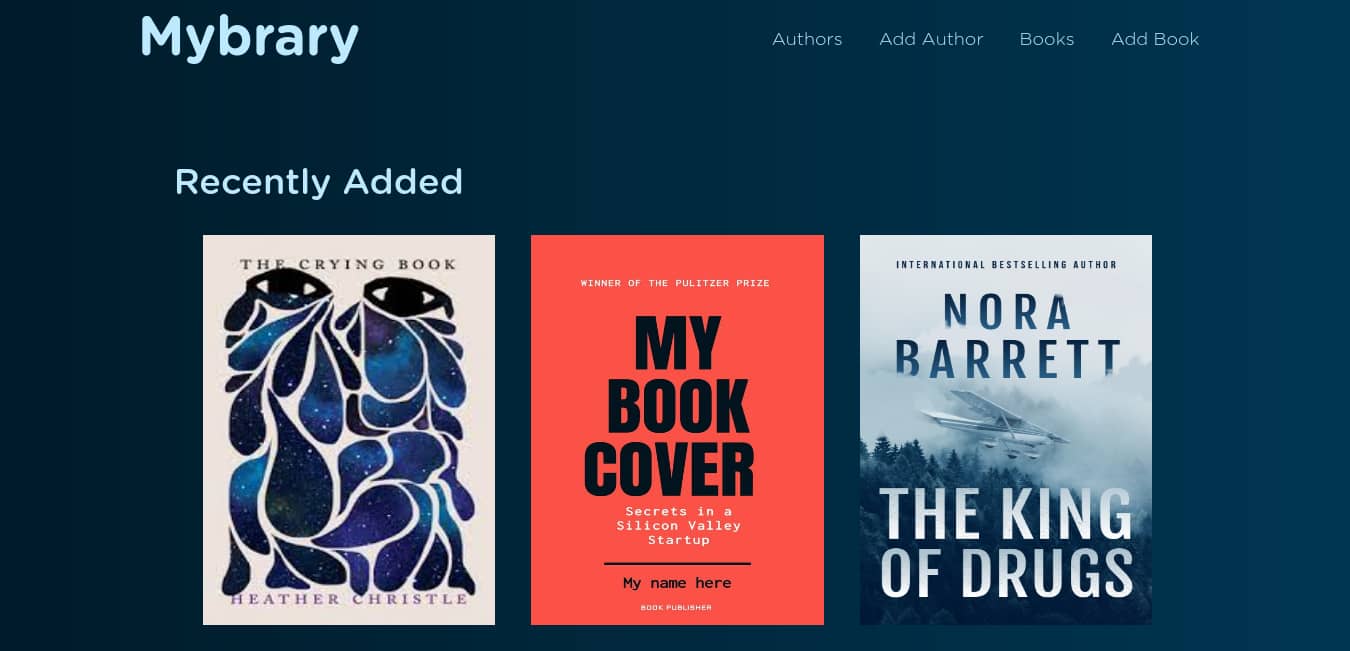 Mybrary
Authors Add Author Books Add Book
Recently Added
THE CRYING BOOK
HEATHER CHRISTLE
WINNER OF THE PULITZER PRIZE
MY
BOOK
COVER
Secrets in a
Silicon Valley
Startup
My name here
BOOK PUBLISHER
INTERNATIONAL BESTSELLING AUTHOR
NORA
BARRETT
THE KING
OF DRUGS